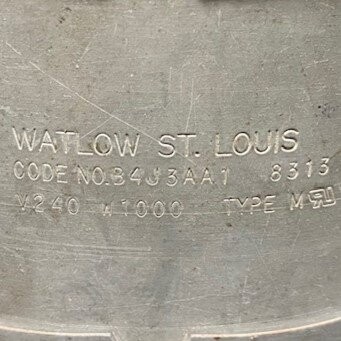 WATLOW ST. LOUIS
CODE NO. B4J3AA1 8313
V240 W1000 TYPE M